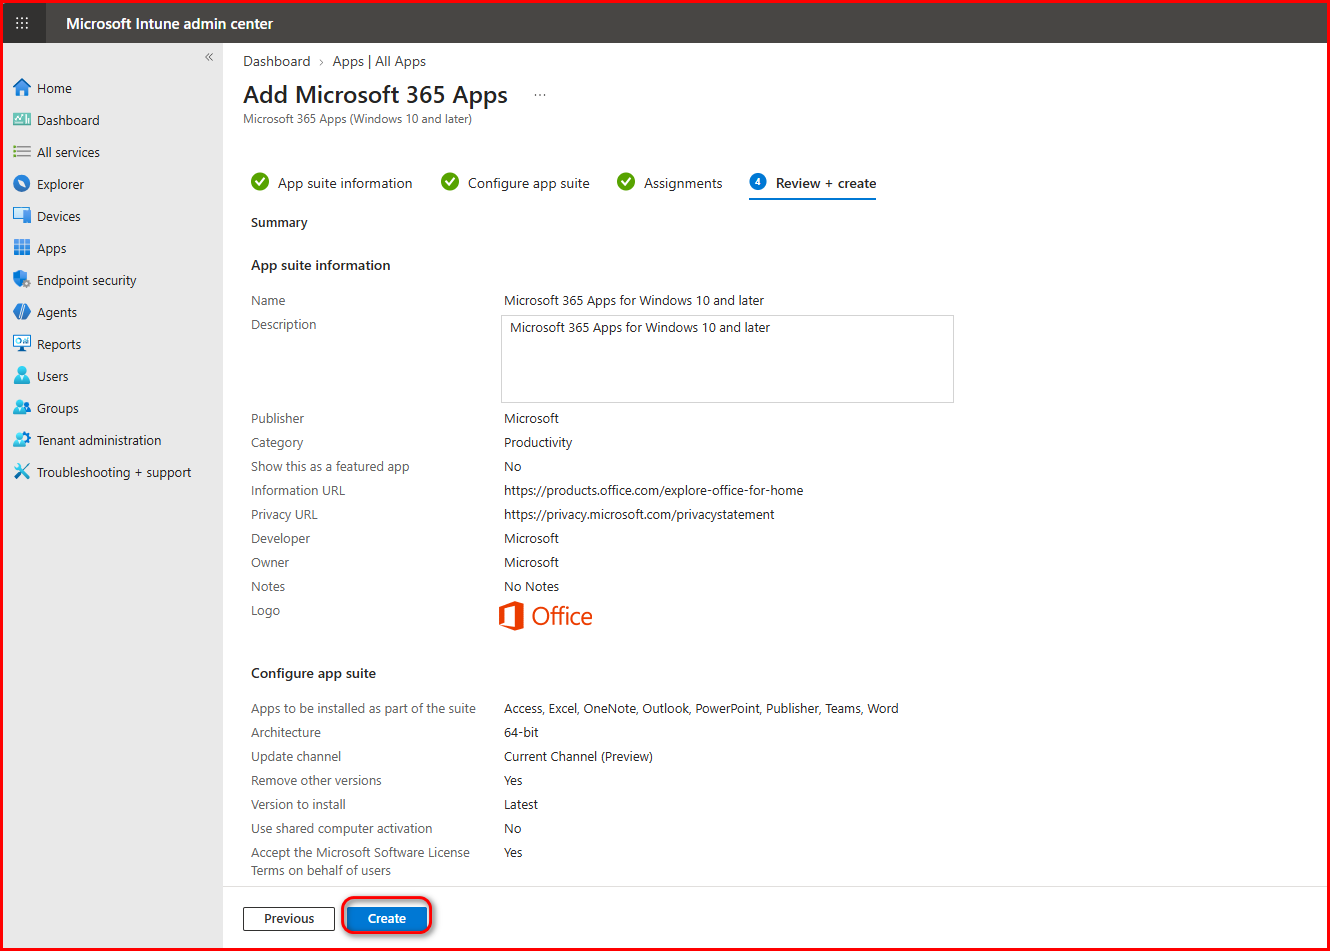 Microsoft Intune admin center
«
Home
Dashboard
All services
Explorer
Devices
Apps
Endpoint security
Agents
Reports
Users
Groups
Tenant administration
Troubleshooting + support
Dashboard › Apps | All Apps
Add Microsoft 365 Apps ...
Microsoft 365 Apps (Windows 10 and later)
App suite information Configure app suite Assignments 4 Review + create
Summary
App suite information
Name Microsoft 365 Apps for Windows 10 and later
Description Microsoft 365 Apps for Windows 10 and later
Publisher Microsoft
Category Productivity
Show this as a featured app No
Information URL https://products.office.com/explore-office-for-home
Privacy URL https://privacy.microsoft.com/privacystatement
Developer Microsoft
Owner Microsoft
Notes No Notes
Logo Office
Configure app suite
Apps to be installed as part of the suite Access, Excel, OneNote, Outlook, PowerPoint, Publisher, Teams, Word
Architecture 64-bit
Update channel Current Channel (Preview)
Remove other versions Yes
Version to install Latest
Use shared computer activation No
Accept the Microsoft Software License Yes
Terms on behalf of users
Previous Create